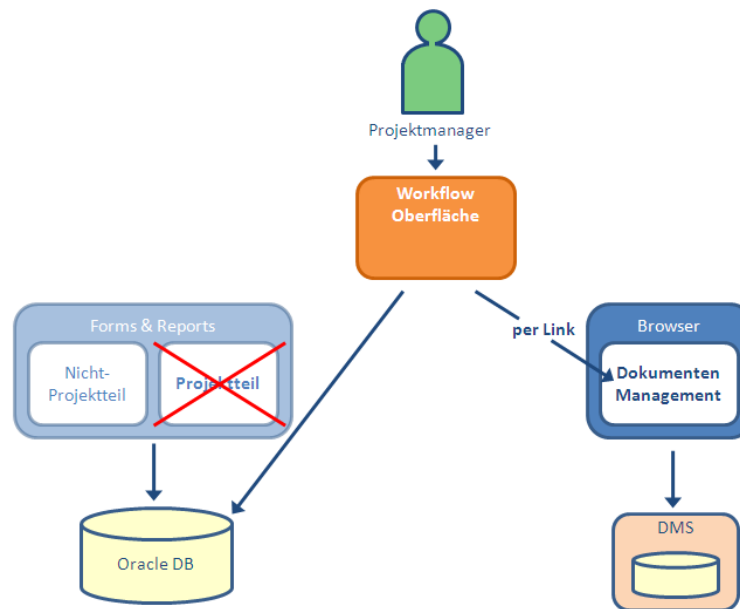 Projektmanager
Workflow
Oberfläche
Forms & Reports
Nicht-
Projektteil
Projektteil
per Link
Browser
Dokumenten
Management
Oracle DB
DMS